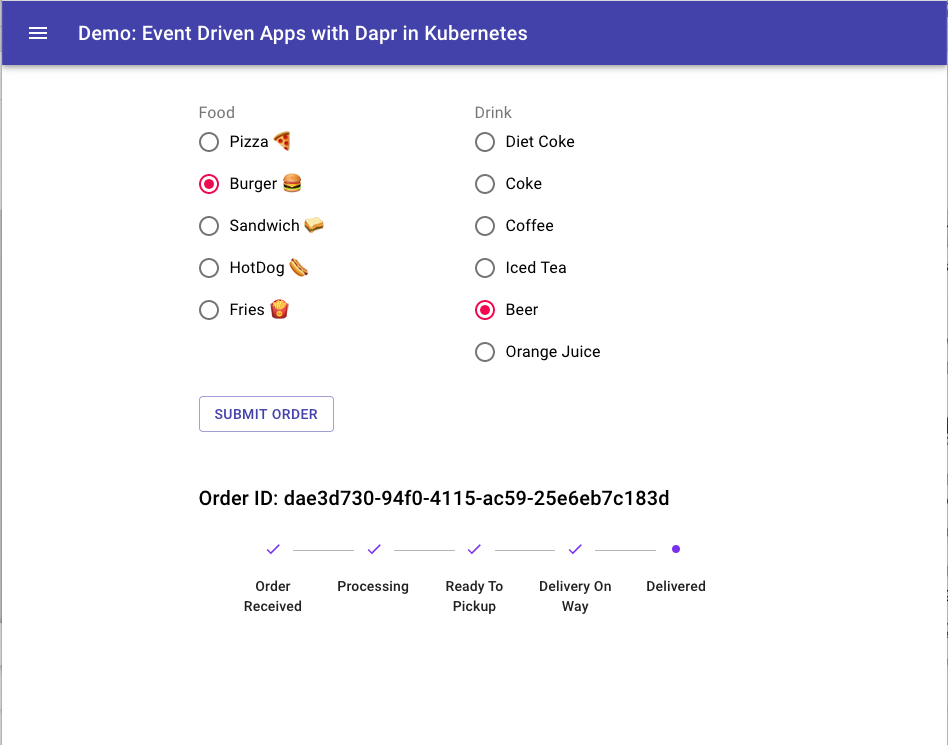 Demo: Event Driven Apps with Dapr in Kubernetes
Food
Pizza 🍕
Burger 🍔
Sandwich 🥪
HotDog 🌭
Fries 🍟
Drink
Diet Coke
Coke
Coffee
Iced Tea
Beer
Orange Juice
SUBMIT ORDER
Order ID: dae3d730-94f0-4115-ac59-25e6eb7c183d
Order
Received
Processing
Ready To
Pickup
Delivery On
Way
Delivered